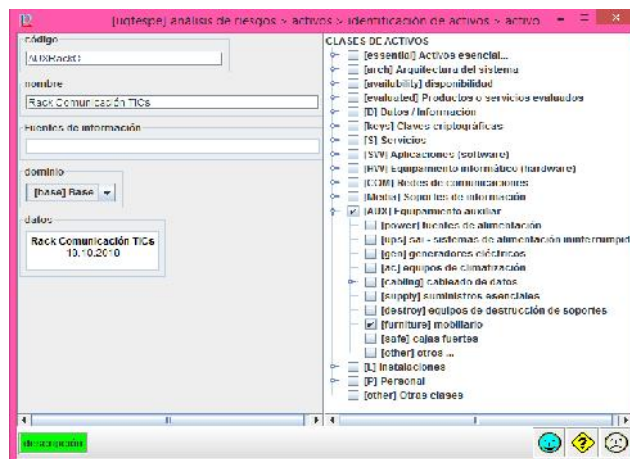 [ugtespe] análisis de riesgos > activos > identificación de activos > activo
código
AUXRackC
nombre
Rack Comunicación TICs
Fuentes de información
dominio
[base] Base
datos
Rack Comunicación TICs
19.10.2018
descripción
CLASES DE ACTIVOS
[essential] Activos esencial...
[arch] Arquitectura del sistema
[availability] disponibilidad
[evaluated] Productos o servicios evaluados
[D] Datos / Información
[keys] Claves criptográficas
[S] Servicios
[SW] Aplicaciones (software)
[HW] Equipamiento informático (hardware)
[COM] Redes de comunicaciones
[Media] Soportes de información
[AUX] Equipamiento auxiliar
[power] fuentes de alimentación
[ups] sai - sistemas de alimentación ininterrumpid
[gen] generadores eléctricos
[ac] equipos de climatización
[cabling] cableado de datos
[supply] suministros esenciales
[destroy] equipos de destrucción de soportes
[furniture] mobiliario
[safe] cajas fuertes
[other] otros ...
[L] Instalaciones
[P] Personal
[other] Otras clases